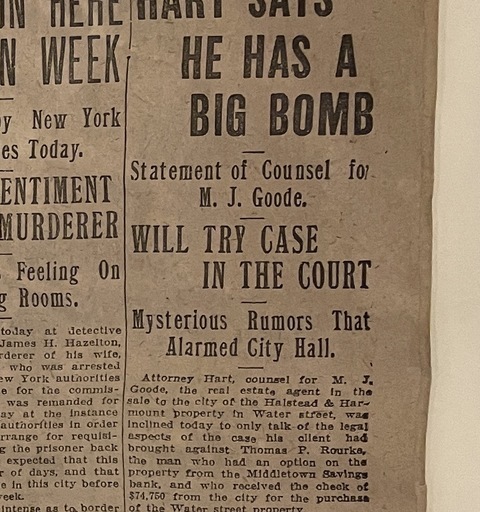 ON HERE
N WEEK
by New York
es Today.
ENTIMENT
MURDERER
Feeling On
g Rooms.
today at detective
James H. Hazelton,
rderer of his wife,
who was arrested
ew York authorities
e for the commis-
was remanded for
ay at the instance
authorities in order
arrange for requisi-
g the prisoner back
expected that this
r of days, and that
e in this city before
week.
intense as to border
HART SAYS
HE HAS A
BIG BOMB
Statement of Counsel for
M. J. Goode.
WILL TRY CASE
IN THE COURT
Mysterious Rumors That
Alarmed City Hall.
Attorney Hart, counsel for M. J.
Goode, the real estate agent in the
sale to the city of the Halstead & Har-
mount property in Water street, was
inclined today to only talk of the legal
aspects of the case his client had
brought against Thomas P. Rourke,
the man who had an option on the
property from the Middletown Savings
bank, and who received the check of
$74,750 from the city for the purchase
of the Water street property.